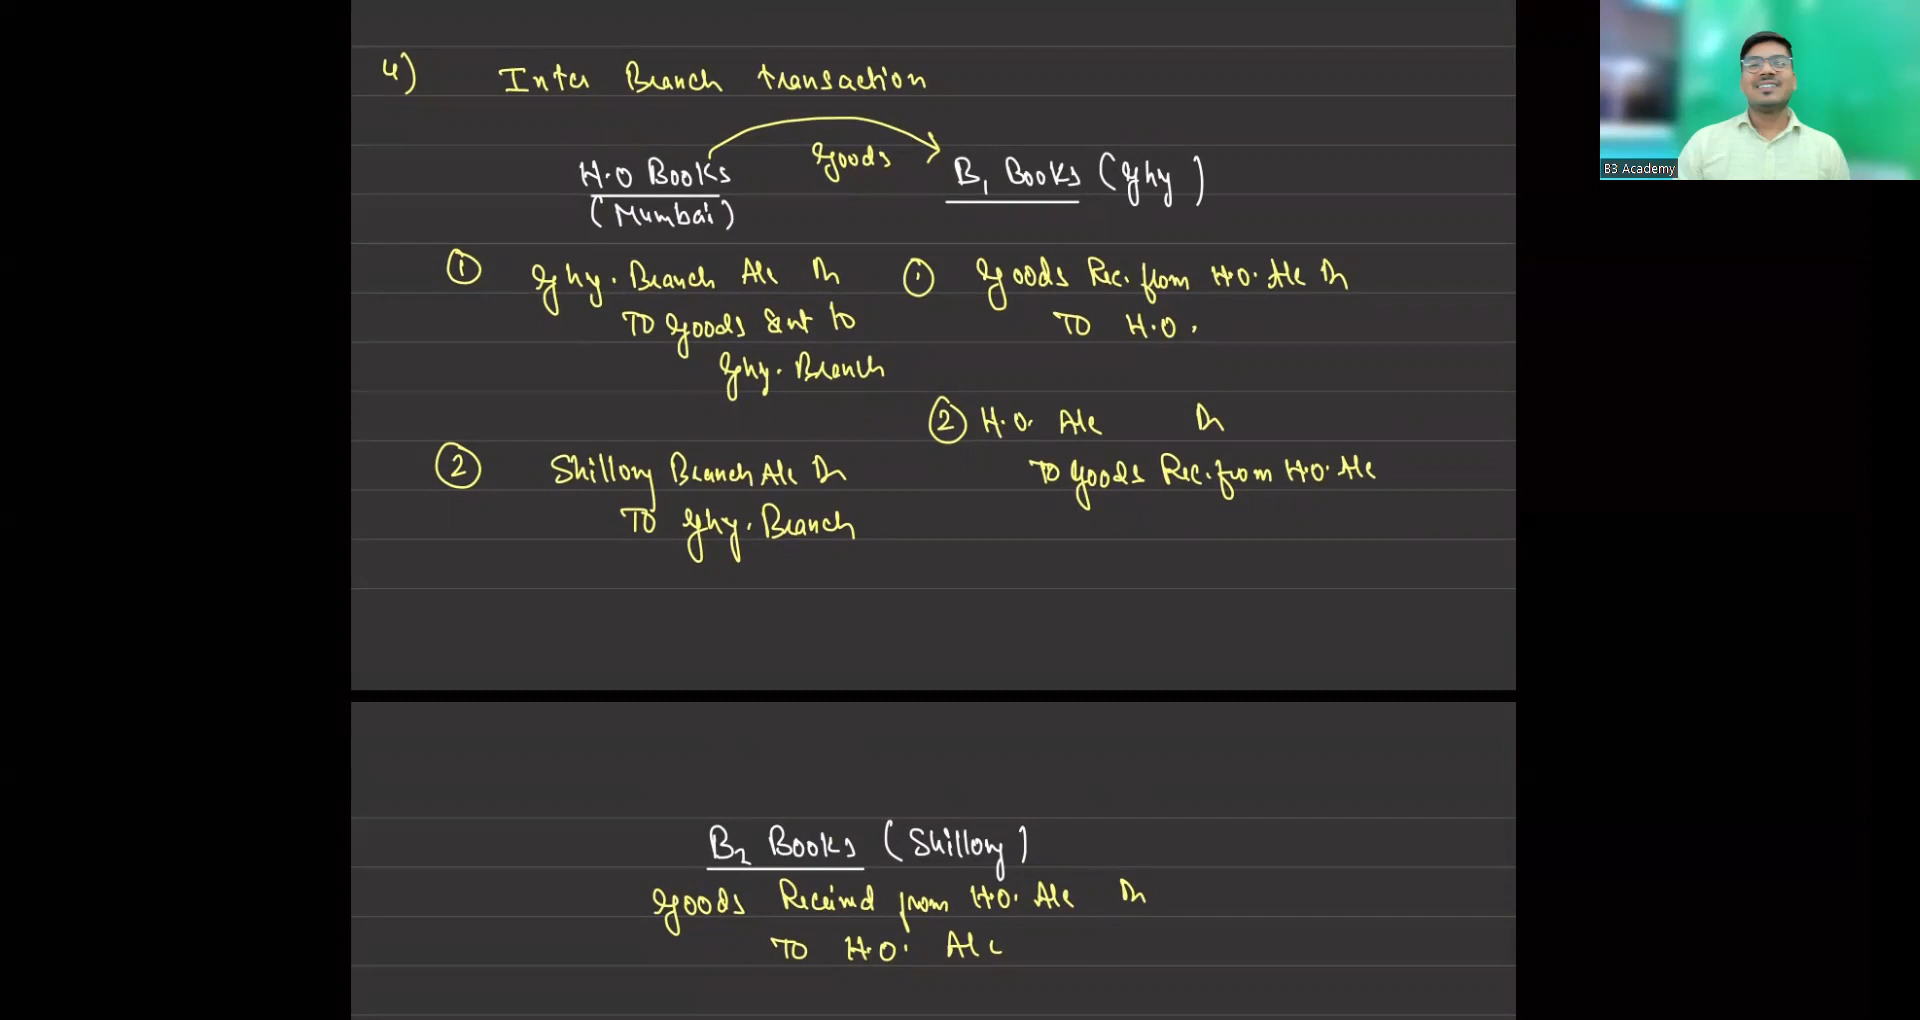 4) Inter Branch transaction
Goods
H.O Books
(Mumbai)
B1 Books (Ghy)
① Ghy. Branch A/c Dr
To Goods Sent to
Ghy. Branch
① Goods Rec. from H.O. A/c Dr
To H.O.
② Shillong Branch A/c Dr
To Ghy. Branch
② H.O. A/c Dr
To Goods Rec. from H.O. A/c
B2 Books (Shillong)
Goods Received from H.O. A/c Dr
To H.O. A/c
B3 Academy